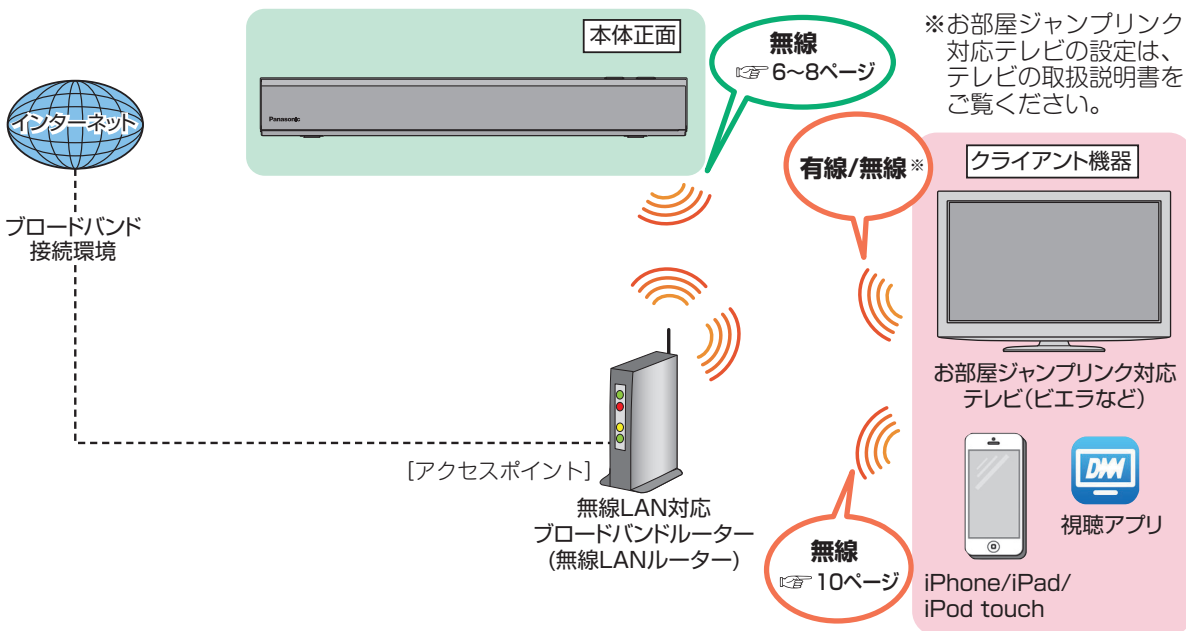 本体正面
Panasonic
無線
☞6~8ページ
※お部屋ジャンプリンク
対応テレビの設定は、
テレビの取扱説明書を
ご覧ください。
インターネット
有線/無線※
クライアント機器
ブロードバンド
接続環境
お部屋ジャンプリンク対応
テレビ(ビエラなど)
[アクセスポイント]
無線LAN対応
ブロードバンドルーター
(無線LANルーター)
視聴アプリ
無線
☞10ページ
iPhone/iPad/
iPod touch